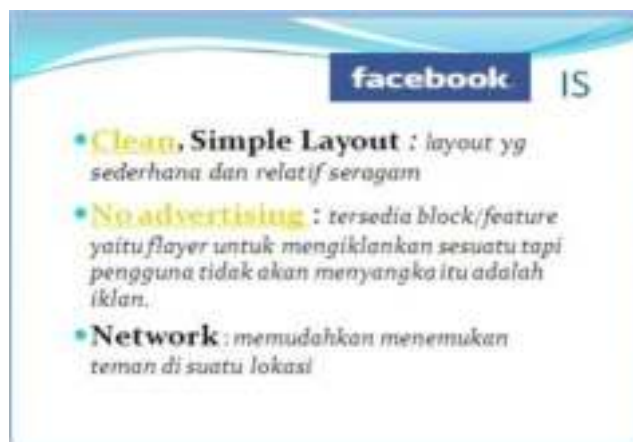 facebook IS
Clean, Simple Layout : layout yg
sederhana dan relatif seragam
No advertising : tersedia block/feature
yaitu flayer untuk mengiklankan sesuatu tapi
pengguna tidak akan menyangka itu adalah
iklan.
Network : memudahkan menemukan
teman di suatu lokasi